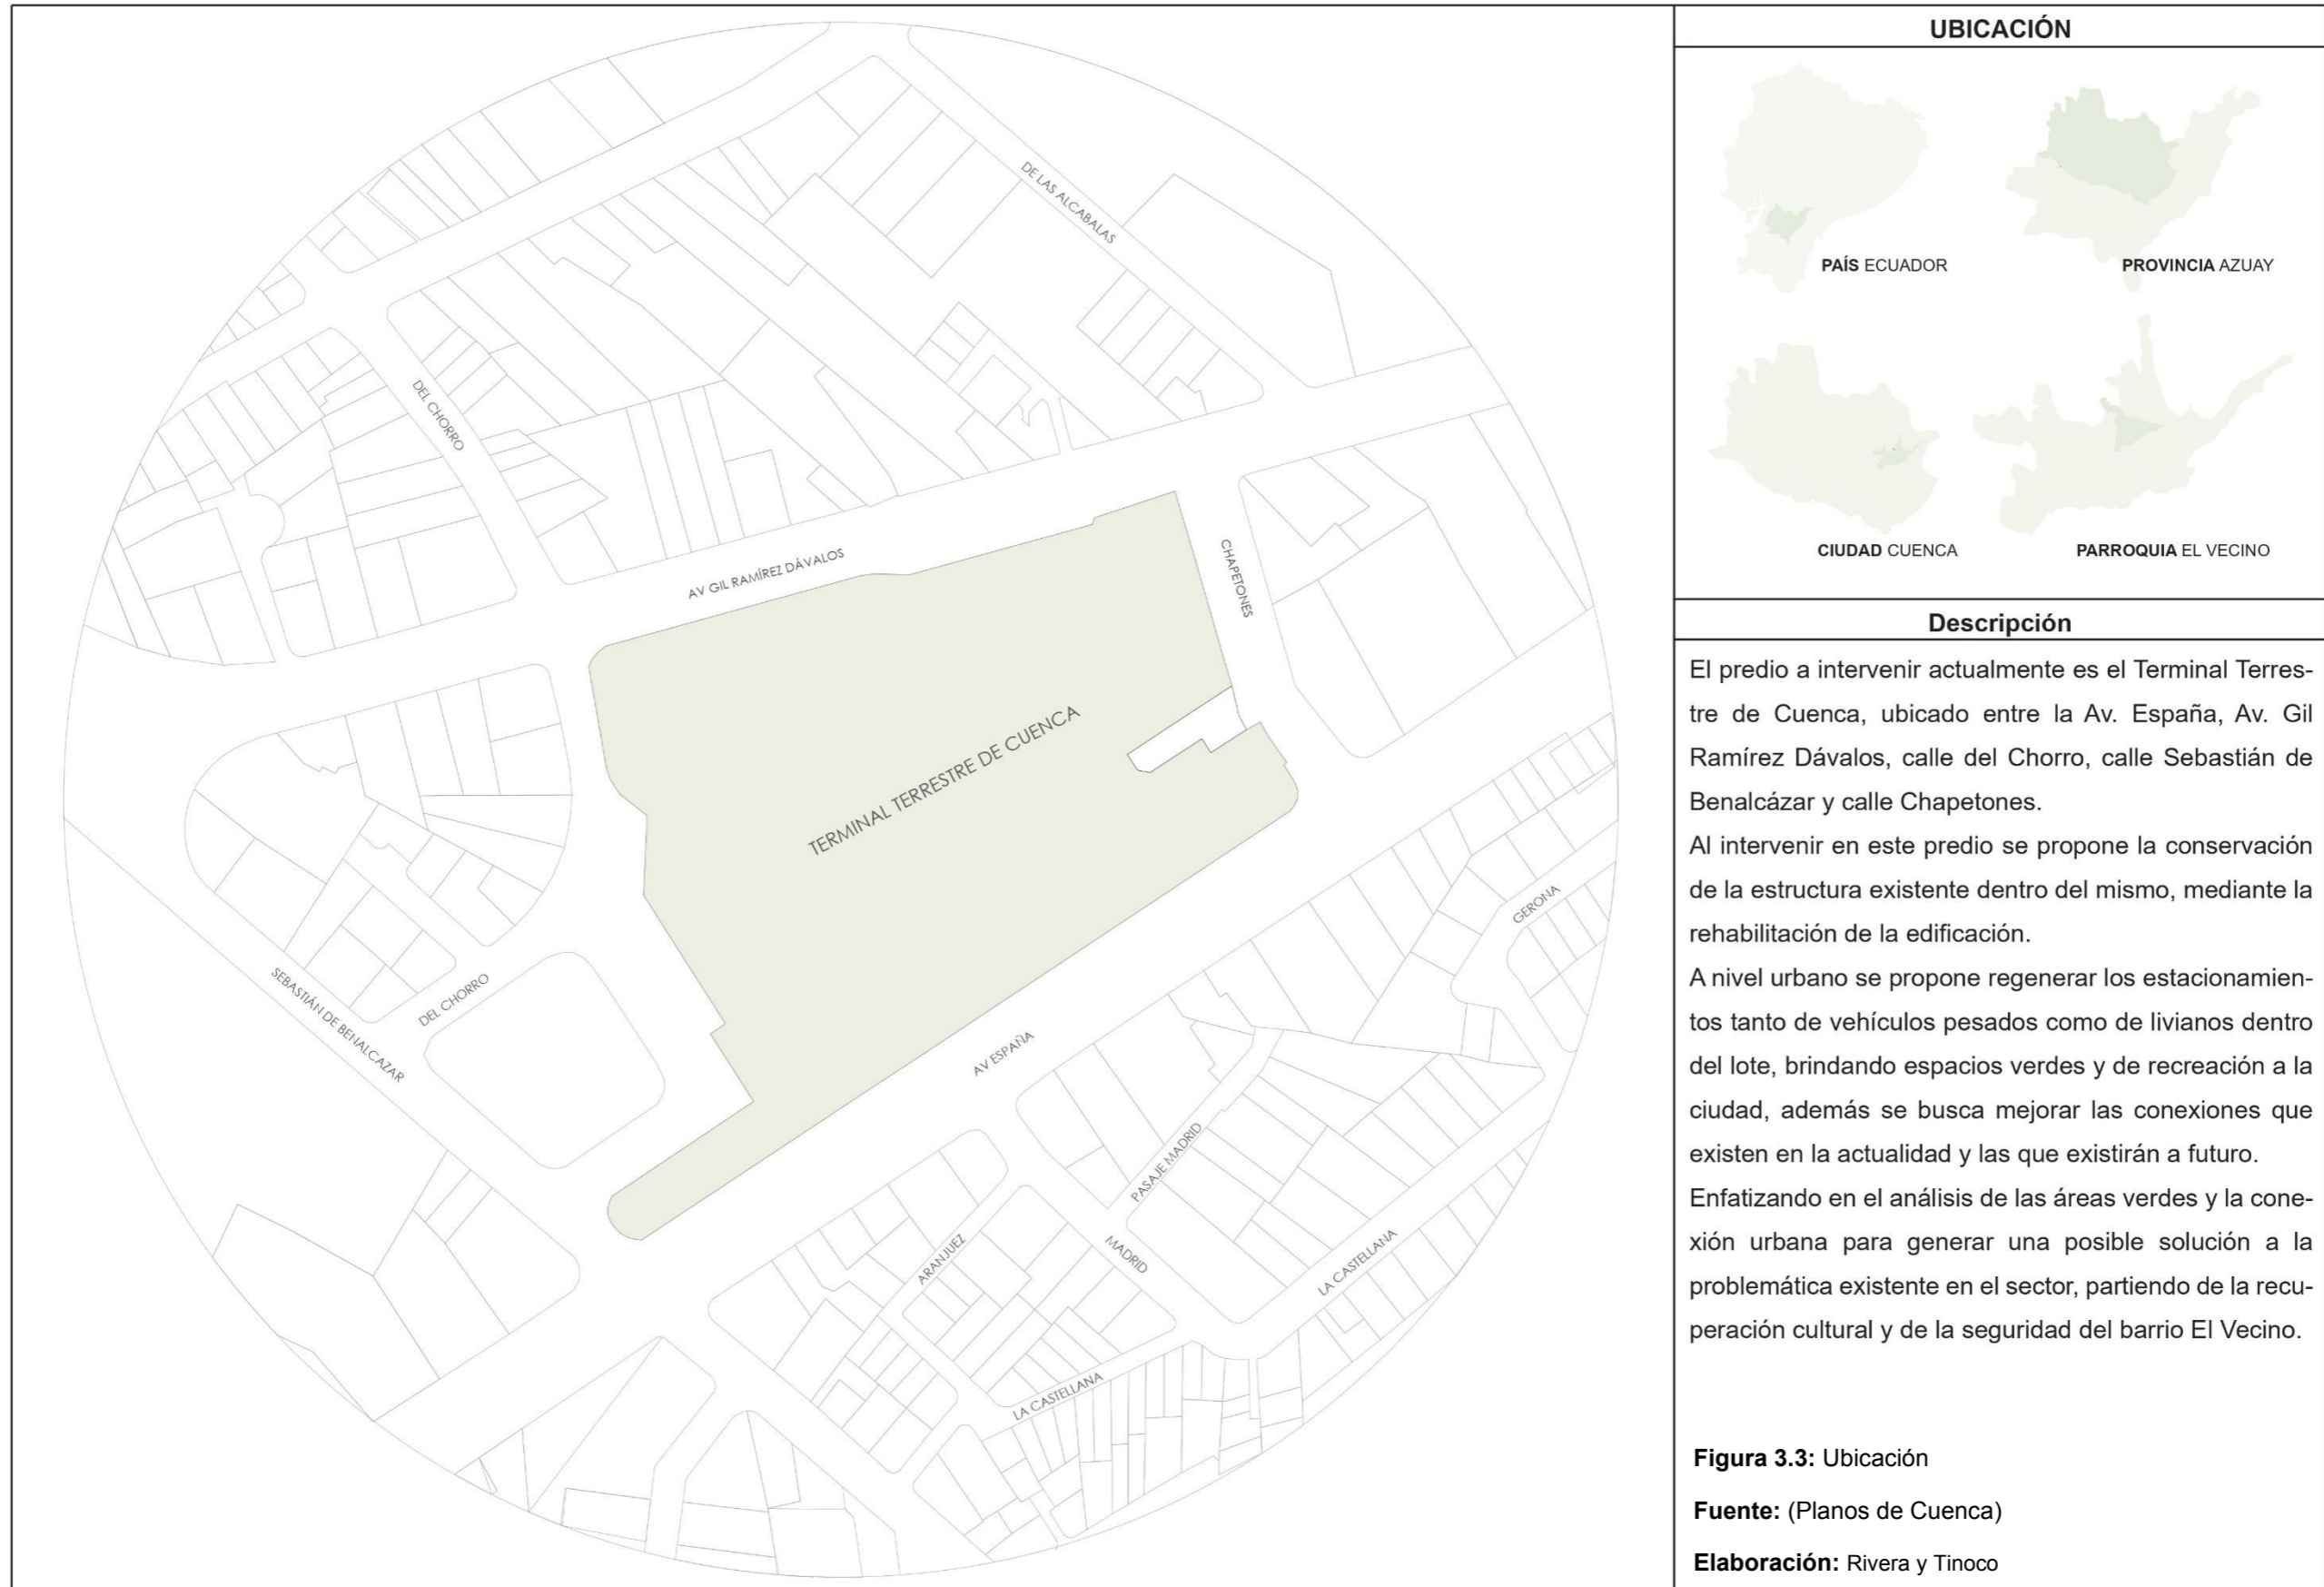 DE LAS ALCABALAS
DEL CHORRO
AV GIL RAMÍREZ DÁVALOS
CHAPETONES
TERMINAL TERRESTRE DE CUENCA
GERONA
SEBASTIÁN DE BENALCAZAR
DEL CHORRO
AV ESPAÑA
PASAJE MADRID
ARANJUEZ
MADRID
LA CASTELLANA
LA CASTELLANA
UBICACIÓN
PAÍS ECUADOR
PROVINCIA AZUAY
CIUDAD CUENCA
PARROQUIA EL VECINO
Descripción
El predio a intervenir actualmente es el Terminal Terres-
tre de Cuenca, ubicado entre la Av. España, Av. Gil
Ramírez Dávalos, calle del Chorro, calle Sebastián de
Benalcázar y calle Chapetones.
Al intervenir en este predio se propone la conservación
de la estructura existente dentro del mismo, mediante la
rehabilitación de la edificación.
A nivel urbano se propone regenerar los estacionamien-
tos tanto de vehículos pesados como de livianos dentro
del lote, brindando espacios verdes y de recreación a la
ciudad, además se busca mejorar las conexiones que
existen en la actualidad y las que existirán a futuro.
Enfatizando en el análisis de las áreas verdes y la cone-
xión urbana para generar una posible solución a la
problemática existente en el sector, partiendo de la recu-
peración cultural y de la seguridad del barrio El Vecino.
Figura 3.3: Ubicación
Fuente: (Planos de Cuenca)
Elaboración: Rivera y Tinoco